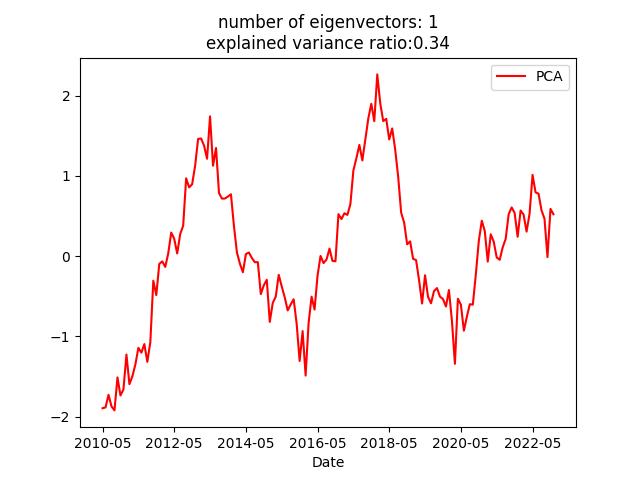 number of eigenvectors: 1
explained variance ratio:0.34
PCA
2
1
0
−1
−2
2010-05 2012-05 2014-05 2016-05 2018-05 2020-05 2022-05
Date